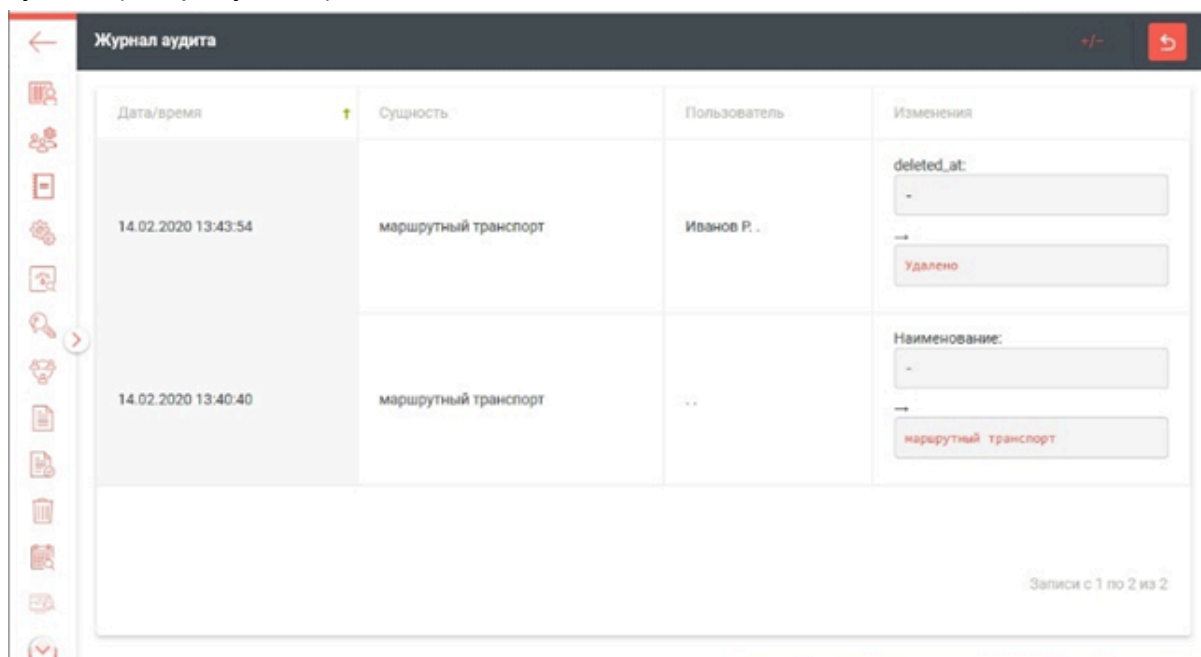 Журнал аудита
+/-
Дата/время ↑ Сущность Пользователь Изменения
14.02.2020 13:43:54 маршрутный транспорт Иванов Р. .
deleted_at:
-
→
Удалено
14.02.2020 13:40:40 маршрутный транспорт . .
Наименование:
-
→
маршрутный транспорт
Записи с 1 по 2 из 2